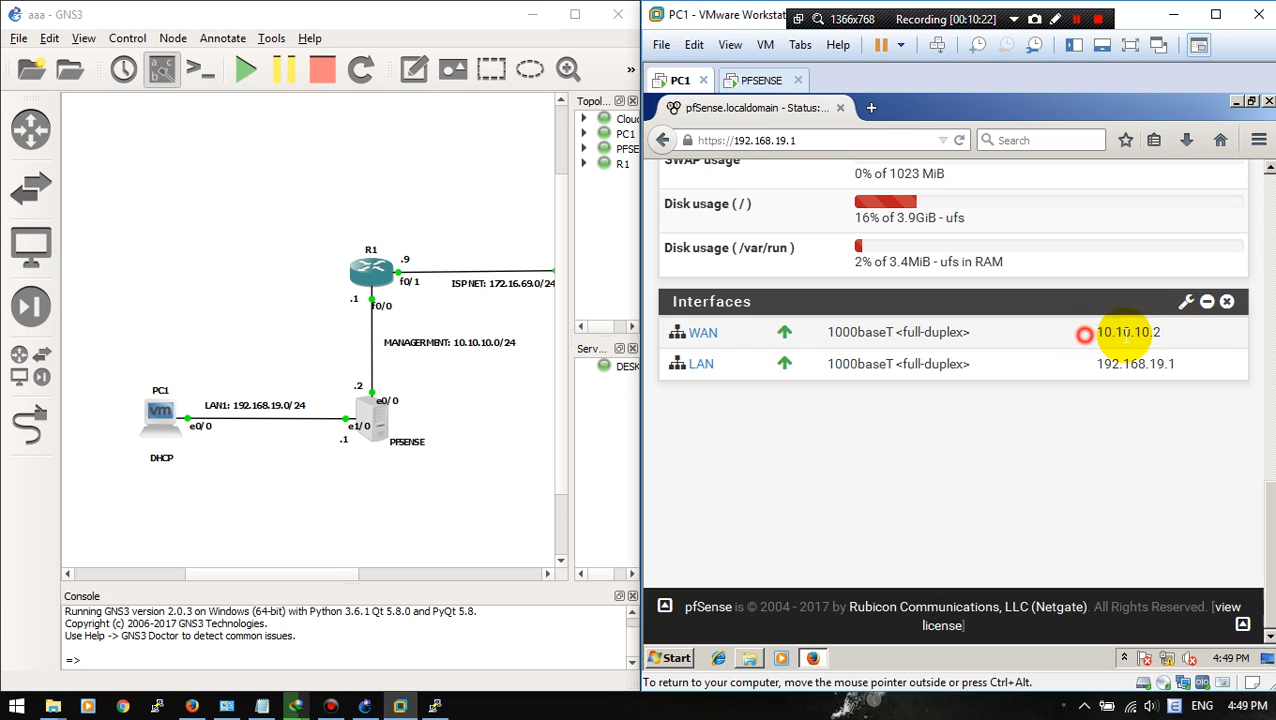 aaa - GNS3
File Edit View Control Node Annotate Tools Help
»
R1
.9
f0/1
ISP NET: 172.16.69.0/24
.1
f0/0
MANAGERMENT: 10.10.10.0/24
.2
e0/0
PC1
LAN1: 192.168.19.0/24
vm
e0/0
e1/0
.1
PFSENSE
DHCP
Topol...
Clou
PC1
PFSE
R1
Serv...
DESK
Console
Running GNS3 version 2.0.3 on Windows (64-bit) with Python 3.6.1 Qt 5.8.0 and PyQt 5.8.
Copyright (c) 2006-2017 GNS3 Technologies.
Use Help -> GNS3 Doctor to detect common issues.
=>
PC1 - VMware Workstat
1366x768 Recording [00:10:22]
File Edit View VM Tabs Help
PC1 PFSENSE
pfSense.localdomain - Status:...
https://192.168.19.1
Search
SWAP usage
0% of 1023 MiB
Disk usage ( / )
16% of 3.9GiB - ufs
Disk usage ( /var/run )
2% of 3.4MiB - ufs in RAM
Interfaces
WAN 1000baseT <full-duplex> 10.10.10.2
LAN 1000baseT <full-duplex> 192.168.19.1
pfSense is © 2004 - 2017 by Rubicon Communications, LLC (Netgate). All Rights Reserved. [view
license]
Start
4:49 PM
To return to your computer, move the mouse pointer outside or press Ctrl+Alt.
ENG 4:49 PM